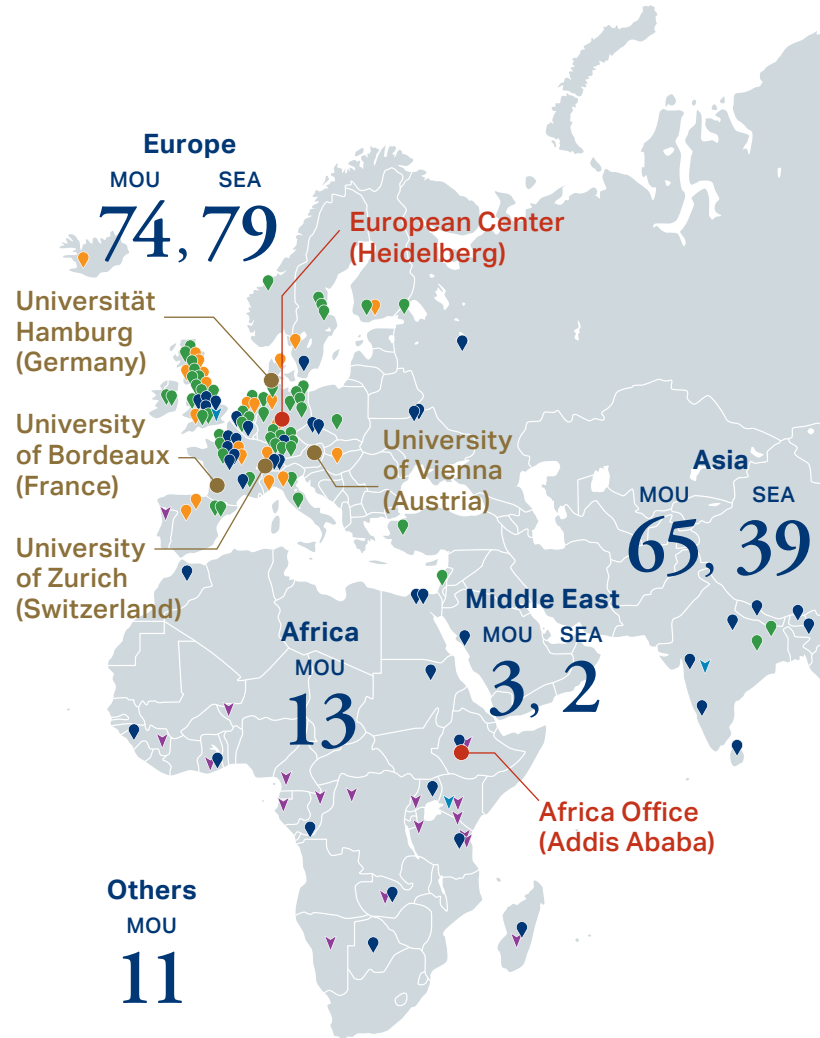 Europe
MOU SEA
74, 79
European Center
(Heidelberg)
Universität
Hamburg
(Germany)
University
of Bordeaux
(France)
University
of Vienna
(Austria)
University
of Zurich
(Switzerland)
Asia
MOU SEA
65, 39
Middle East
MOU SEA
3, 2
Africa
MOU
13
Africa Office
(Addis Ababa)
Others
MOU
11